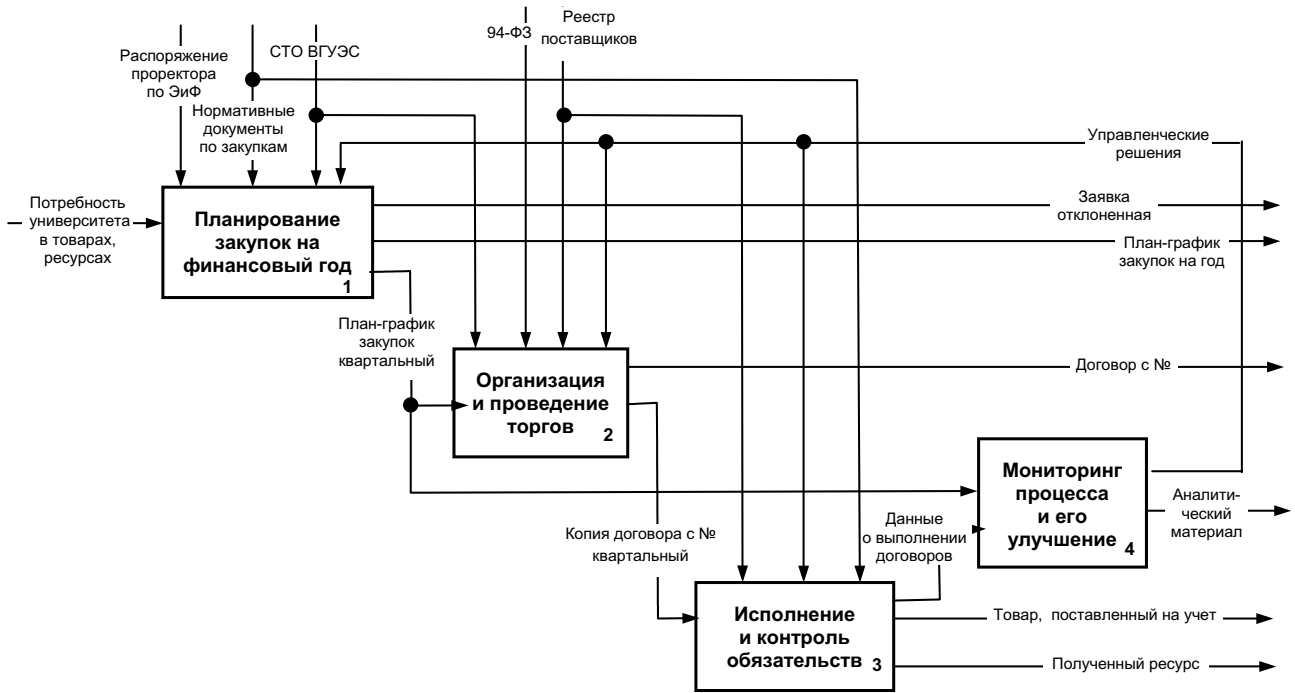 Распоряжение
проректора
по ЭиФ
СТО ВГУЭС
94-ФЗ
Реестр
поставщиков
Нормативные
документы
по закупкам
Управленческие
решения
Потребность
университета
в товарах,
ресурсах
Планирование
закупок на
финансовый год
1
Заявка
отклоненная
План-график
закупок на год
План-график
закупок
квартальный
Организация
и проведение
торгов
2
Договор с №
Мониторинг
процесса
и его
улучшение
4
Аналити-
ческий
материал
Данные
о выполнении
договоров
Копия договора с №
квартальный
Исполнение
и контроль
обязательств
3
Товар, поставленный на учет
Полученный ресурс